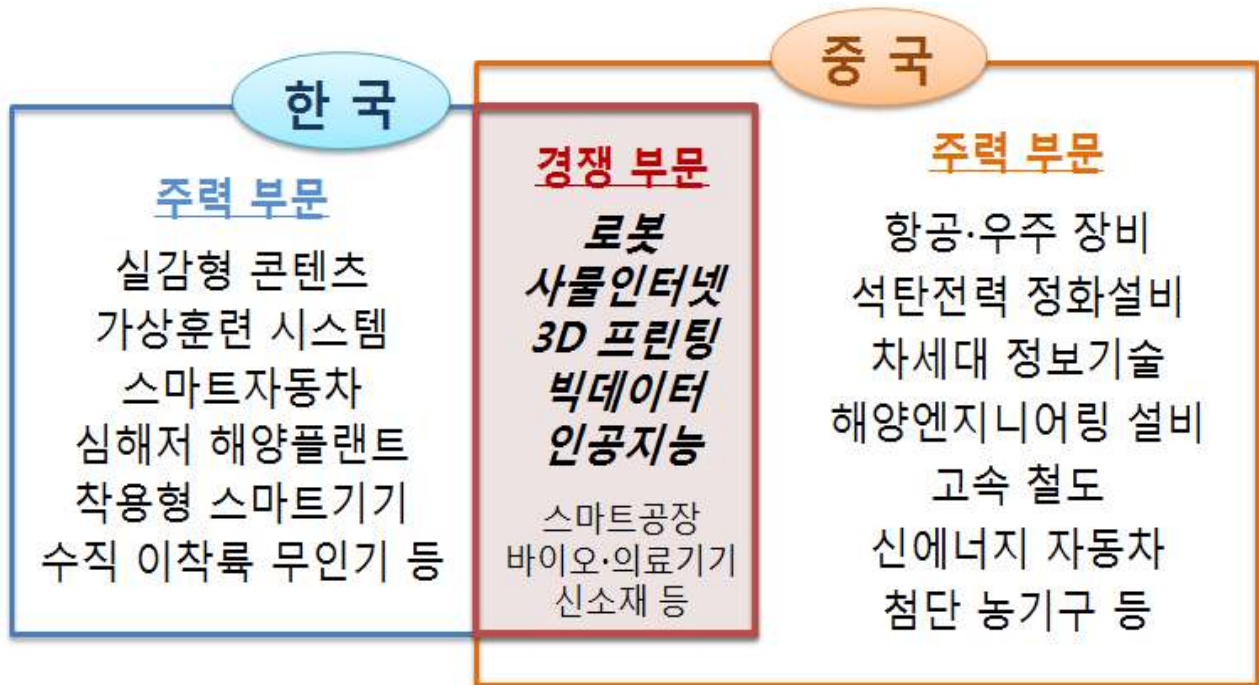 한 국
주력 부문
실감형 콘텐츠
가상훈련 시스템
스마트자동차
심해저 해양플랜트
착용형 스마트기기
수직 이착륙 무인기 등
경쟁 부문
로봇
사물인터넷
3D 프린팅
빅데이터
인공지능
스마트공장
바이오·의료기기
신소재 등
중 국
주력 부문
항공·우주 장비
석탄전력 정화설비
차세대 정보기술
해양엔지니어링 설비
고속 철도
신에너지 자동차
첨단 농기구 등